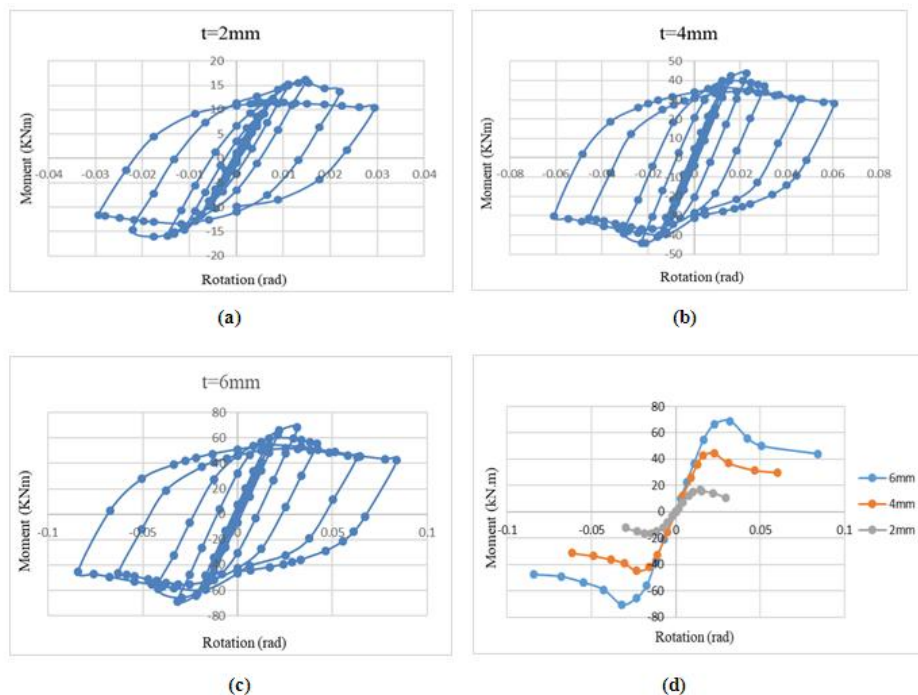 t=2mm
20
15
10
5
0
-0.03 -0.02 -0.01 0 0.01 0.02 0.03 0.04
-5
-10
-15
-20
Moment (KNm)
Rotation (rad)
(a)
t=4mm
50
40
30
20
10
0
-0.08 -0.06 -0.04 -0.02 0 0.02 0.04 0.06 0.08
-40
-50
Moment (KNm)
Rotation (rad)
(b)
t=6mm
80
60
40
20
0
-0.1 -0.05 0 0.05 0.1
-40
-60
-80
Moment (KNm)
Rotation (rad)
(c)
80
60
40
20
0
-0.1 -0.05 0 0.05 0.1
-20
-40
-60
-80
Moment (kN.m)
Rotation (rad)
6mm
4mm
2mm
(d)